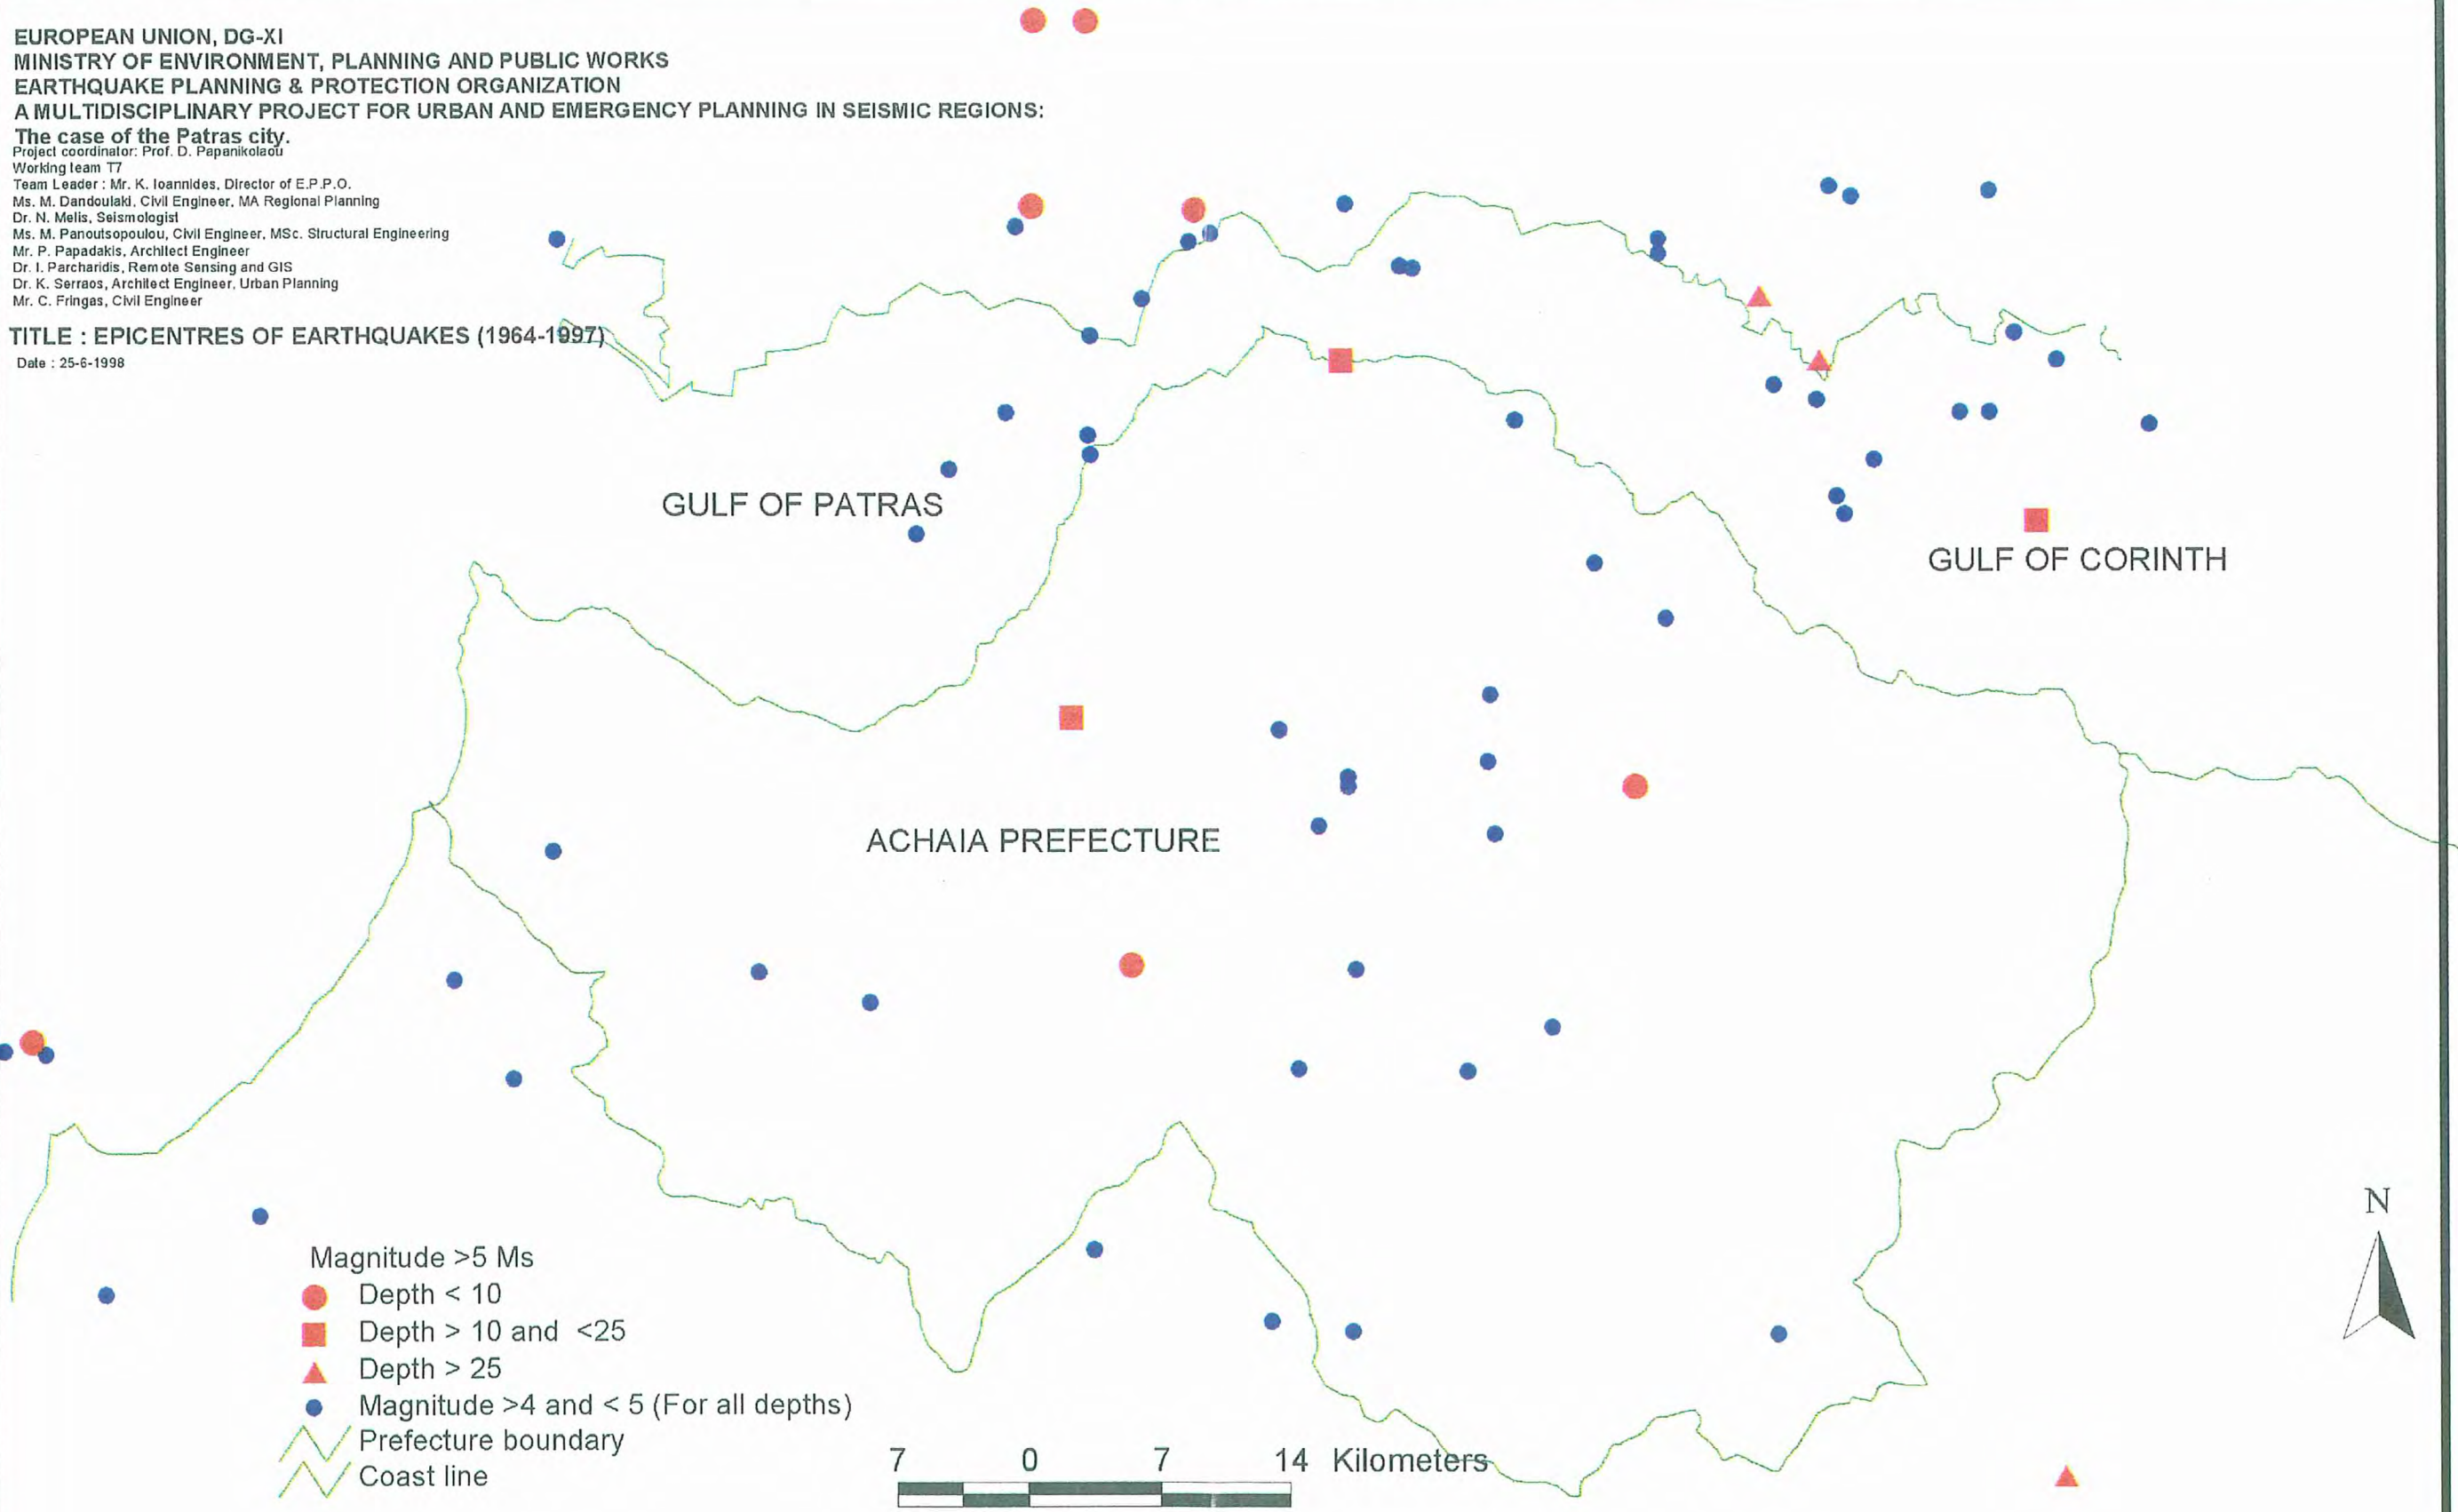 EUROPEAN UNION, DG-XI
MINISTRY OF ENVIRONMENT, PLANNING AND PUBLIC WORKS
EARTHQUAKE PLANNING & PROTECTION ORGANIZATION
A MULTIDISCIPLINARY PROJECT FOR URBAN AND EMERGENCY PLANNING IN SEISMIC REGIONS:
The case of the Patras city.
Project coordinator: Prof. D. Papanikolaou
Working team T7
Team Leader : Mr. K. Ioannides, Director of E.P.P.O.
Ms. M. Dandoulaki, Civil Engineer, MA Regional Planning
Dr. N. Melis, Seismologist
Ms. M. Panoutsopoulou, Civil Engineer, MSc. Structural Engineering
Mr. P. Papadakis, Architect Engineer
Dr. I. Parcharidis, Remote Sensing and GIS
Dr. K. Serraos, Architect Engineer, Urban Planning
Mr. C. Fringas, Civil Engineer
TITLE : EPICENTRES OF EARTHQUAKES (1964-1997)
Date : 25-6-1998
GULF OF PATRAS
GULF OF CORINTH
ACHAIA PREFECTURE
N
Magnitude >5 Ms
Depth < 10
Depth > 10 and <25
Depth > 25
Magnitude >4 and < 5 (For all depths)
Prefecture boundary
Coast line
7 0 7 14 Kilometers